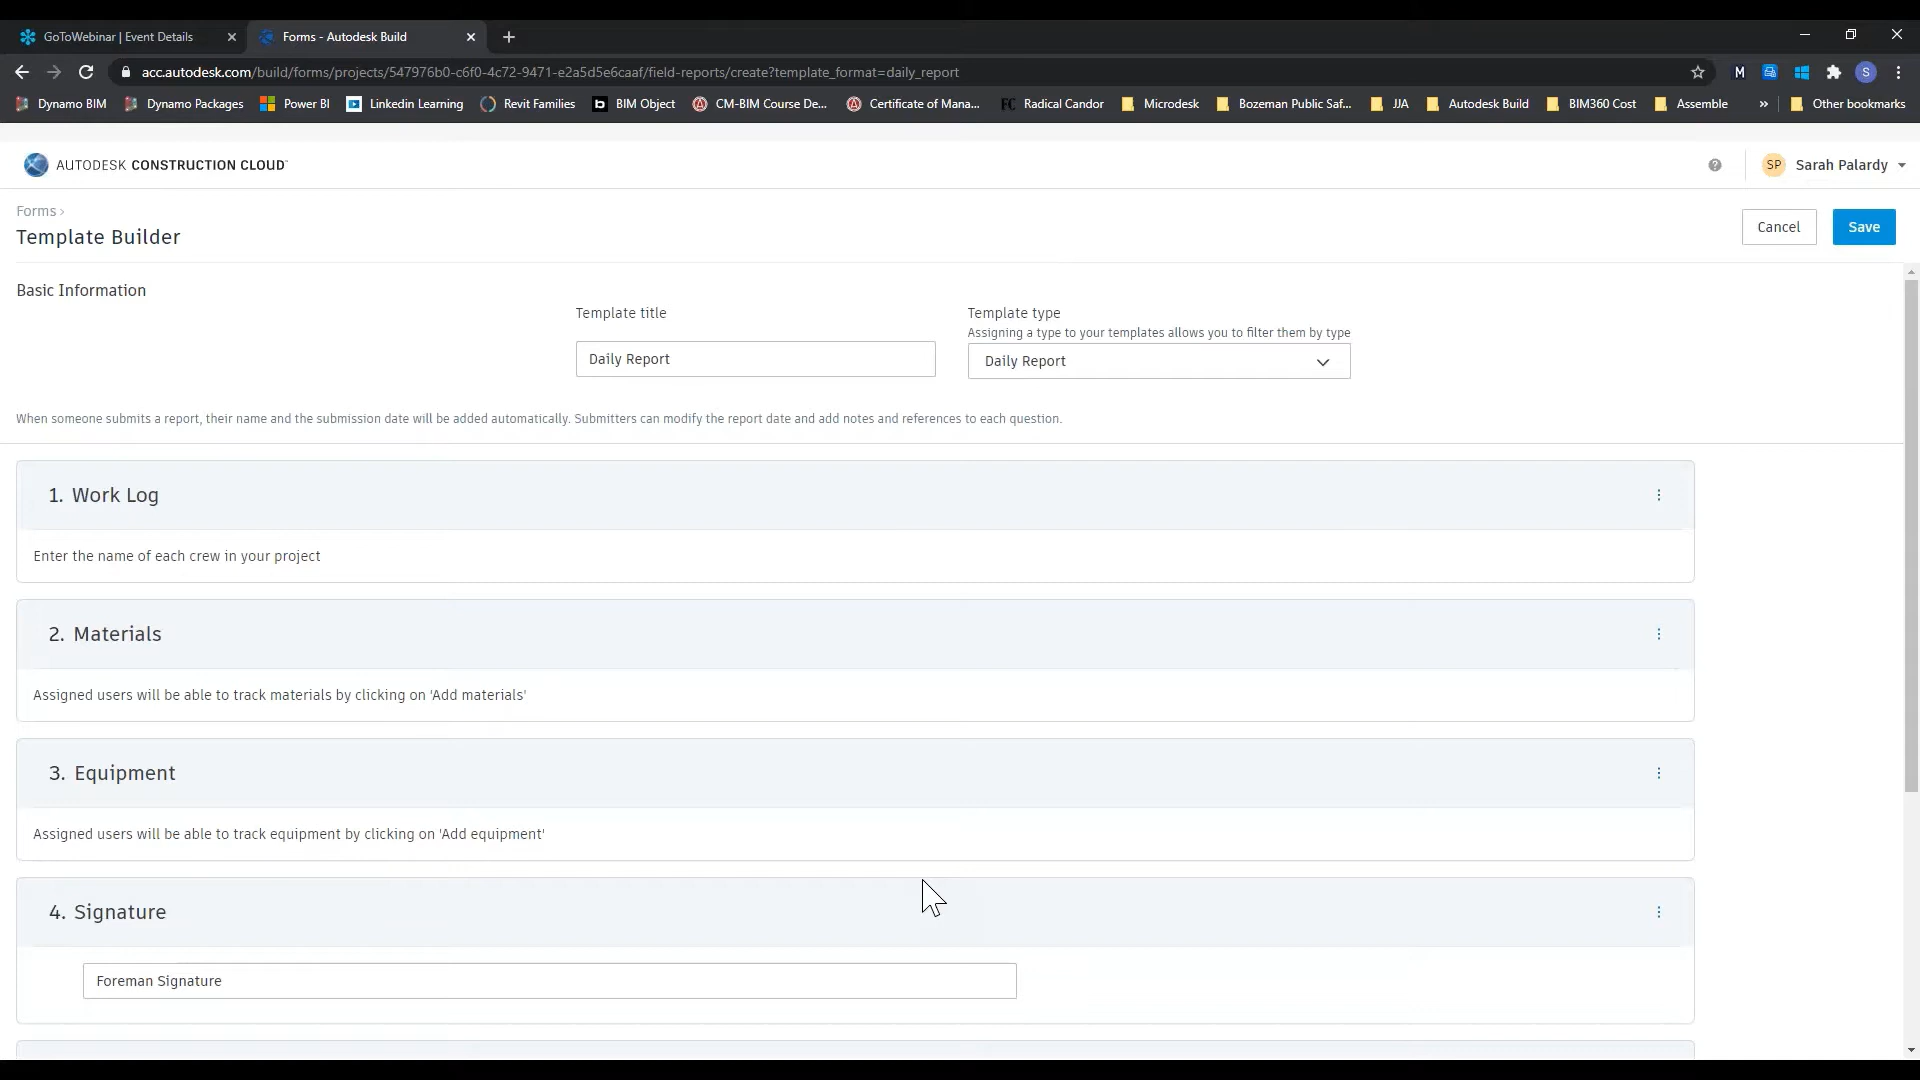 GoToWebinar | Event Details
Forms - Autodesk Build
acc.autodesk.com/build/forms/projects/547976b0-c6f0-4c72-9471-e2a5d5e6caaf/field-reports/create?template_format=daily_report
M
S
Dynamo BIM
Dynamo Packages
Power BI
Linkedin Learning
Revit Families
b BIM Object
CM-BIM Course De...
Certificate of Mana...
FC Radical Candor
Microdesk
Bozeman Public Saf...
JJA
Autodesk Build
BIM360 Cost
Assemble
»
Other bookmarks
AUTODESK CONSTRUCTION CLOUD
?
SP Sarah Palardy
Forms ›
Template Builder
Cancel
Save
Basic Information
Template title
Template type
Assigning a type to your templates allows you to filter them by type
Daily Report
Daily Report
When someone submits a report, their name and the submission date will be added automatically. Submitters can modify the report date and add notes and references to each question.
1. Work Log
Enter the name of each crew in your project
2. Materials
Assigned users will be able to track materials by clicking on 'Add materials'
3. Equipment
Assigned users will be able to track equipment by clicking on 'Add equipment'
4. Signature
Foreman Signature